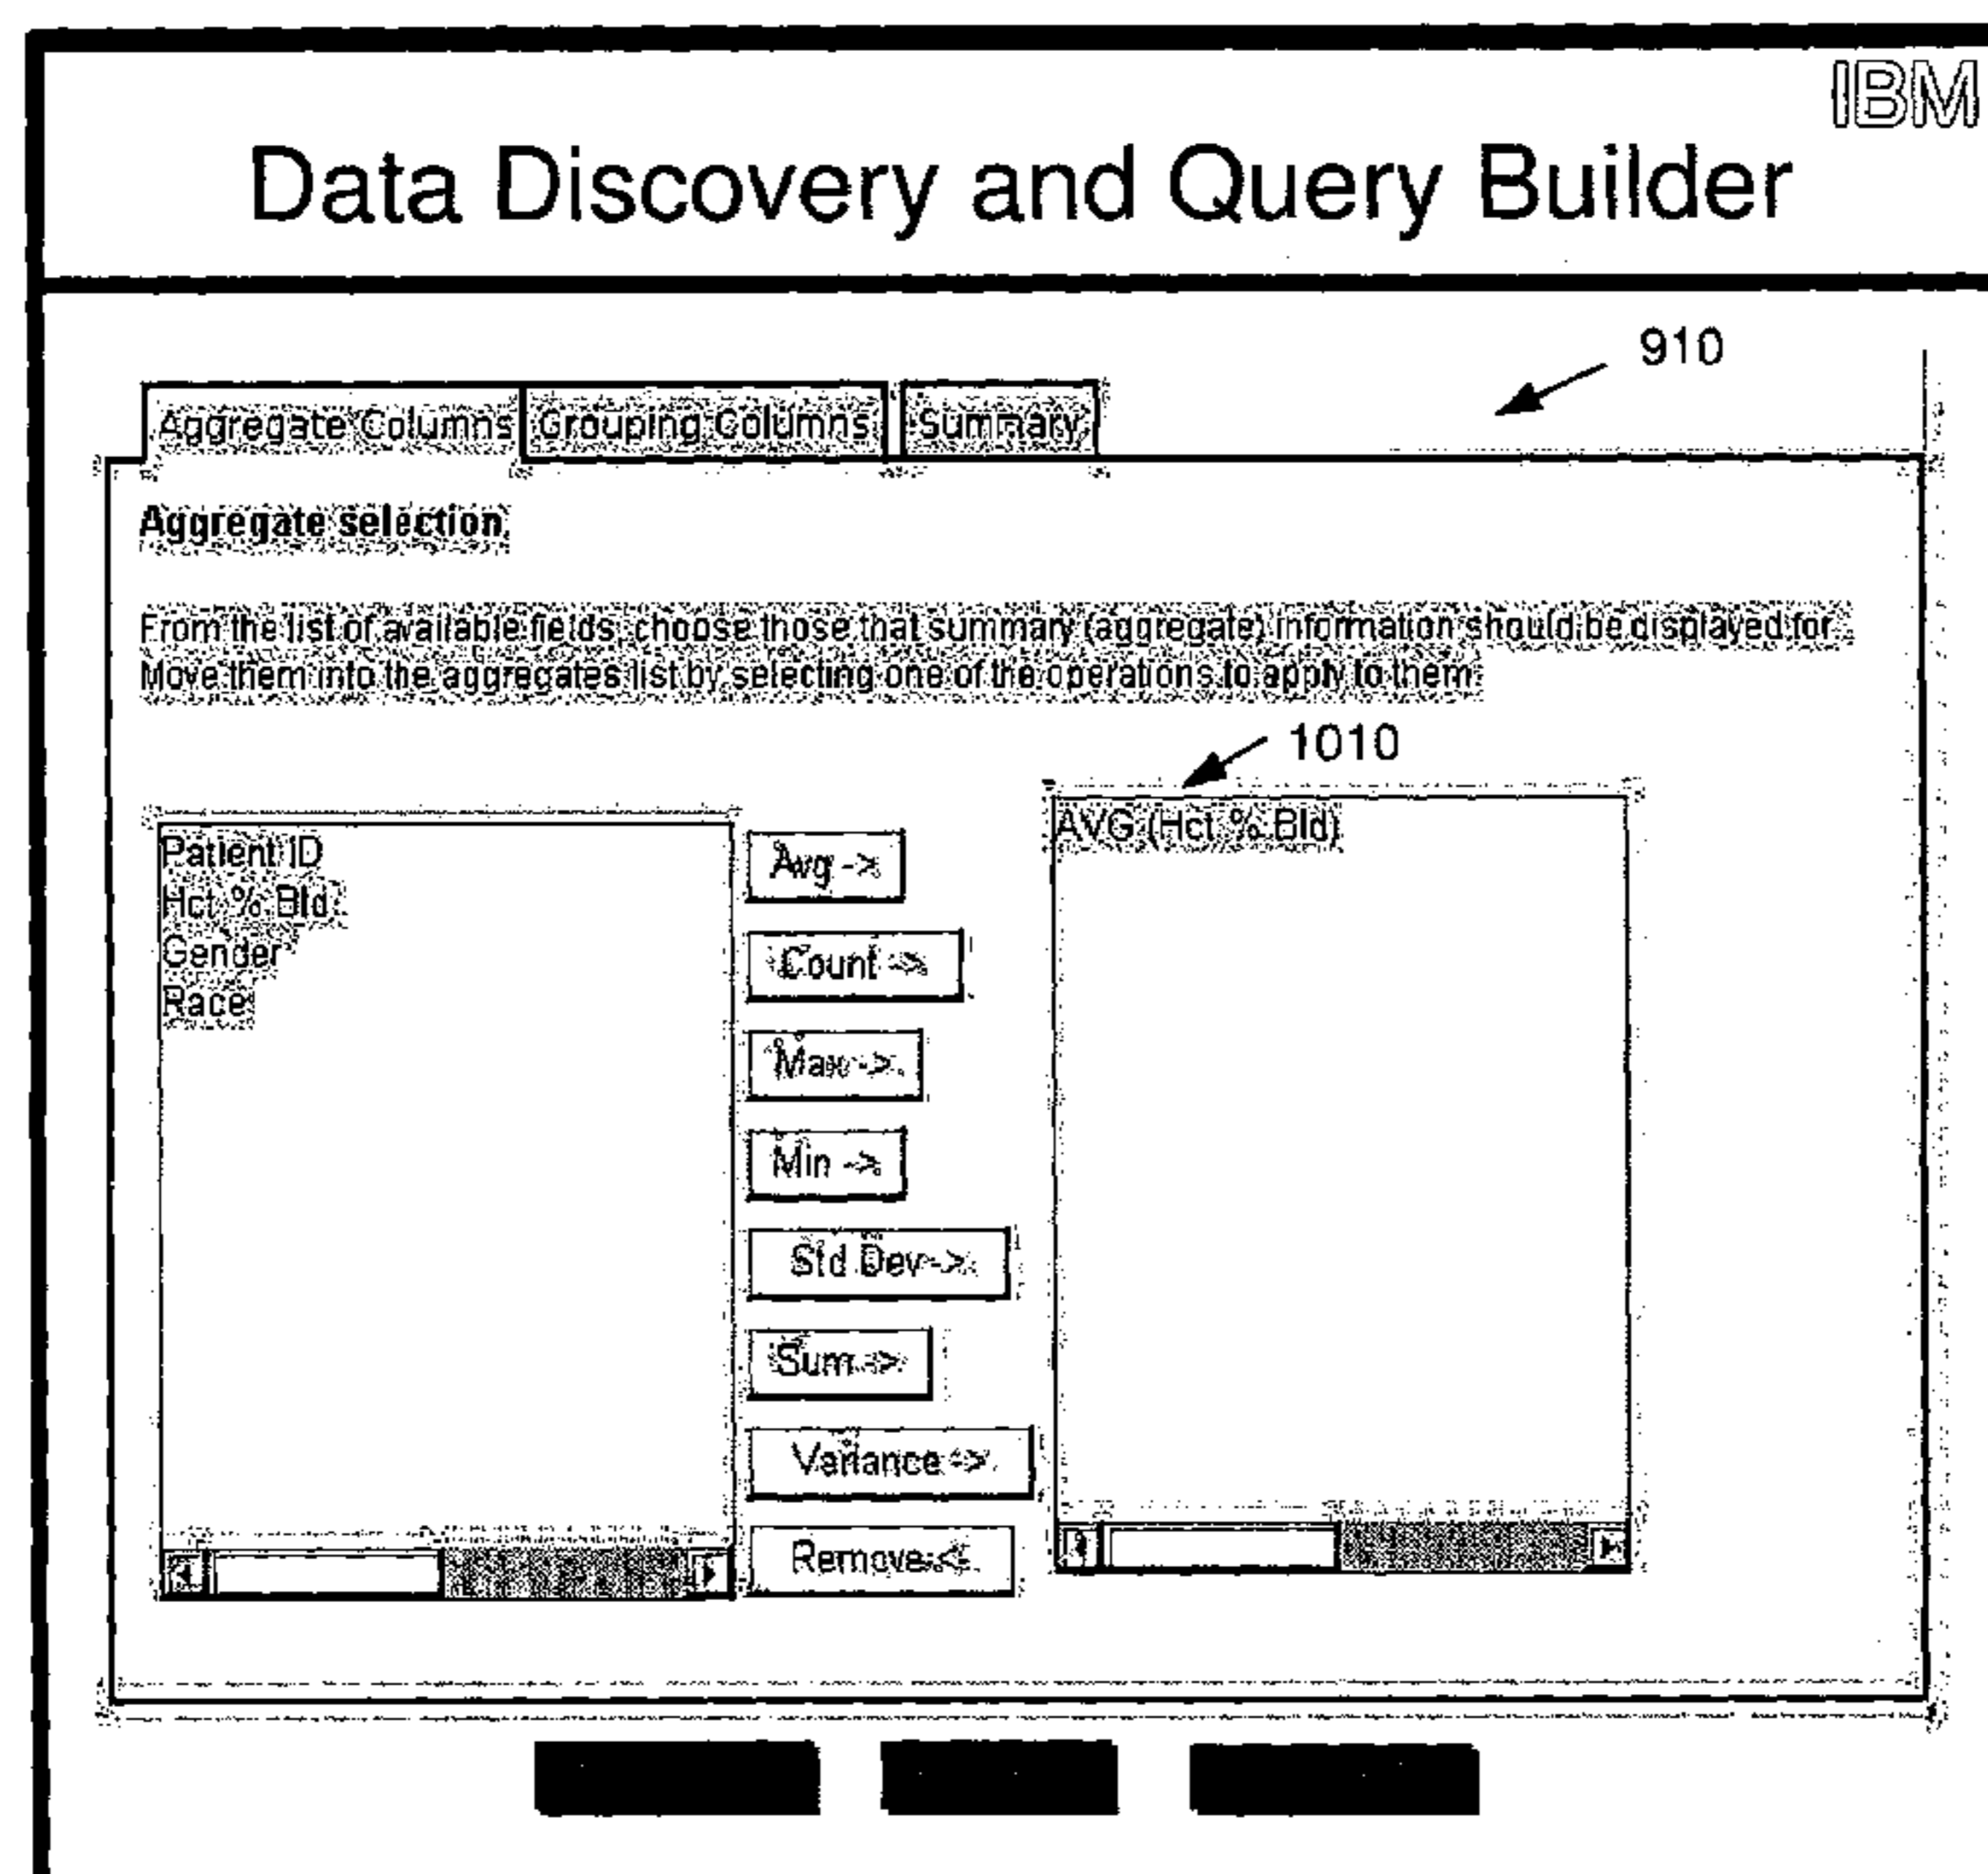 IBM
Data Discovery and Query Builder
910
Aggregate Columns Grouping Columns Summary
Aggregate selection
From the list of available fields, choose those that summary (aggregate) information should be displayed for.
Move them into the aggregates list by selecting one of the operations to apply to them.
1010
Patient ID
Hct % Bld
Gender
Race
Avg ->
Count ->
Max ->
Min ->
Std Dev ->
Sum ->
Variance ->
Remove <-
AVG (Hct % Bld)